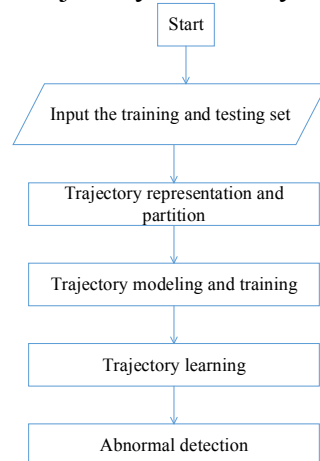 Start
Input the training and testing set
Trajectory representation and
partition
Trajectory modeling and training
Trajectory learning
Abnormal detection